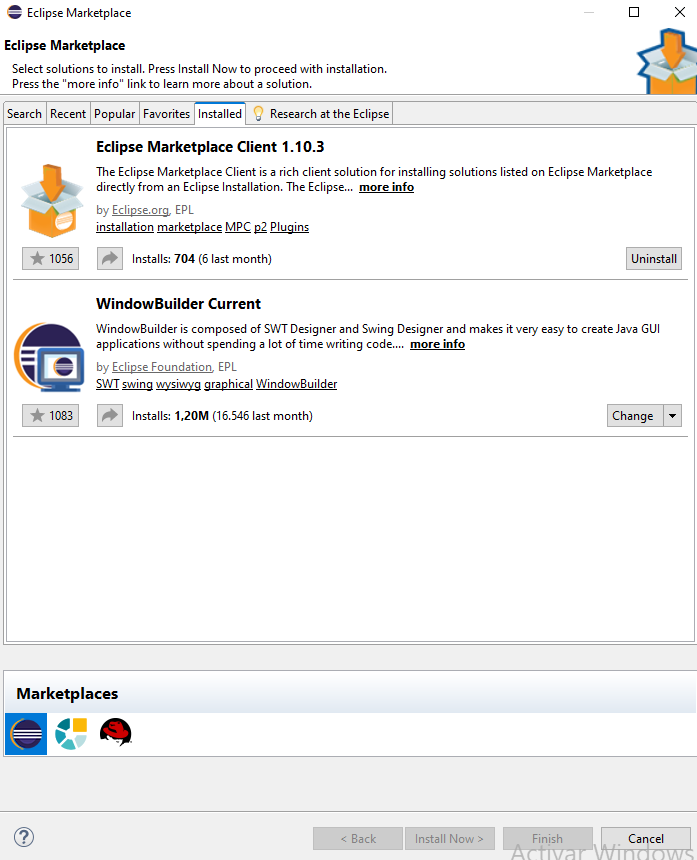 Eclipse Marketplace
Eclipse Marketplace
Select solutions to install. Press Install Now to proceed with installation.
Press the "more info" link to learn more about a solution.
Search Recent Popular Favorites Installed Research at the Eclipse
Eclipse Marketplace Client 1.10.3
The Eclipse Marketplace Client is a rich client solution for installing solutions listed on Eclipse Marketplace
directly from an Eclipse Installation. The Eclipse... more info
by Eclipse.org, EPL
installation marketplace MPC p2 Plugins
1056 Installs: 704 (6 last month) Uninstall
WindowBuilder Current
WindowBuilder is composed of SWT Designer and Swing Designer and makes it very easy to create Java GUI
applications without spending a lot of time writing code.... more info
by Eclipse Foundation, EPL
SWT swing wysiwyg graphical WindowBuilder
1083 Installs: 1,20M (16.546 last month) Change
Marketplaces
? < Back Install Now > Finish Cancel
Activar Windows